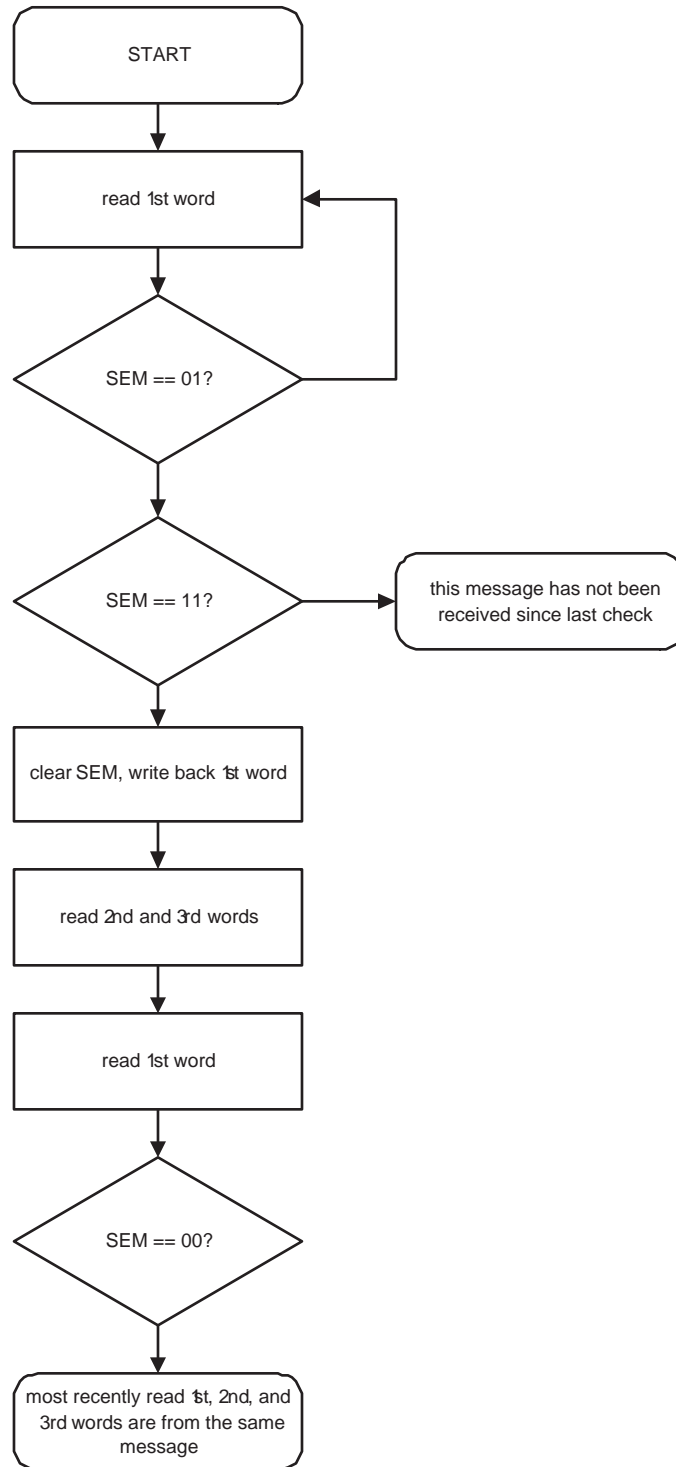 START
read 1st word
SEM == 01?
SEM == 11?
this message has not been
received since last check
clear SEM, write back 1st word
read 2nd and 3rd words
read 1st word
SEM == 00?
most recently read 1st, 2nd, and
3rd words are from the same
message